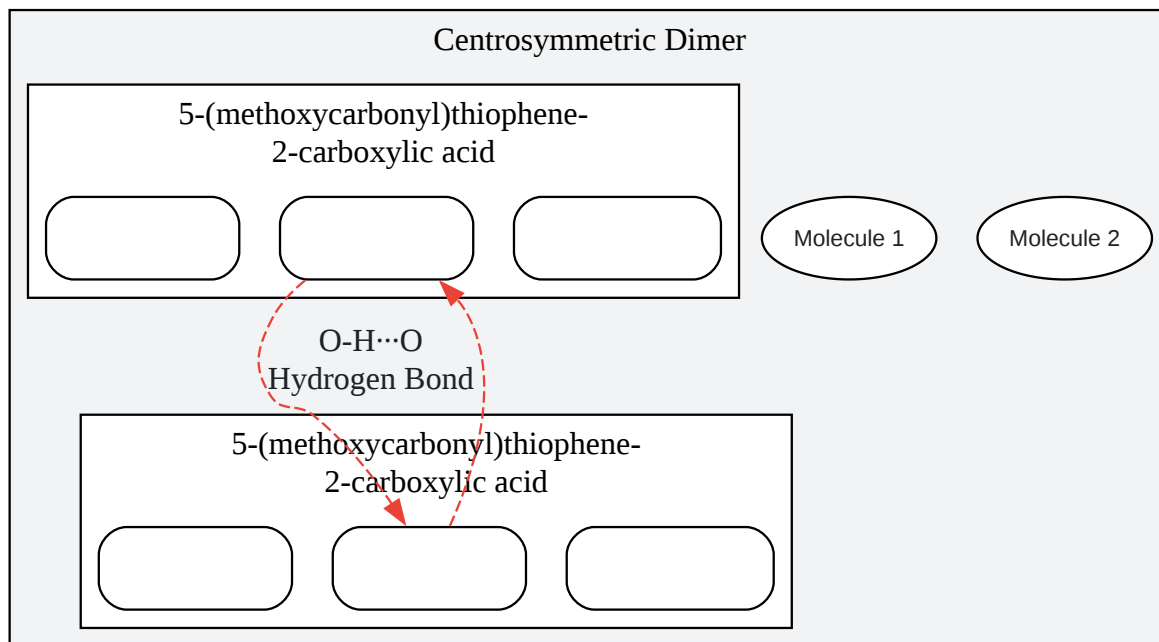 Centrosymmetric Dimer
5-(methoxycarbonyl)thiophene-
2-carboxylic acid
Molecule 1
Molecule 2
O-H···O
Hydrogen Bond
5-(methoxycarbonyl)thiophene-
2-carboxylic acid